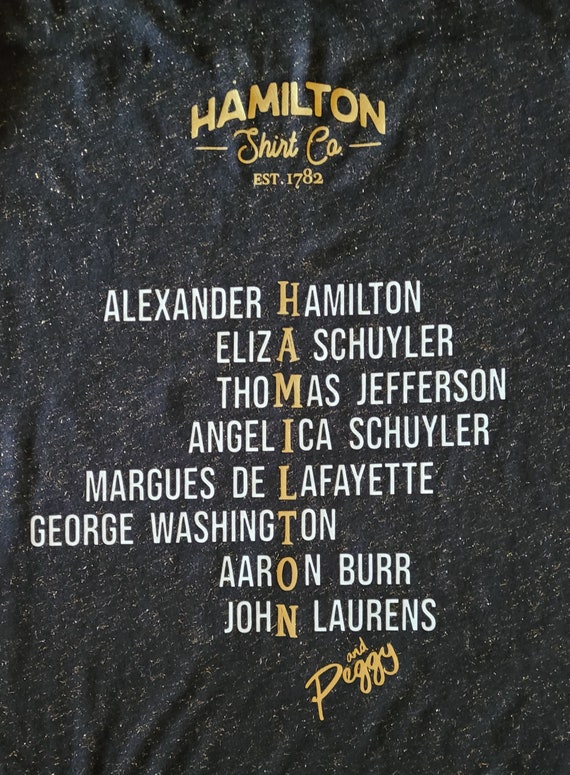 HAMILTON
Shirt Co.
EST. 1782
ALEXANDER HAMILTON
ELIZA SCHUYLER
THOMAS JEFFERSON
ANGELICA SCHUYLER
MARGUES DE LAFAYETTE
GEORGE WASHINGTON
AARON BURR
JOHN LAURENS
and
Peggy